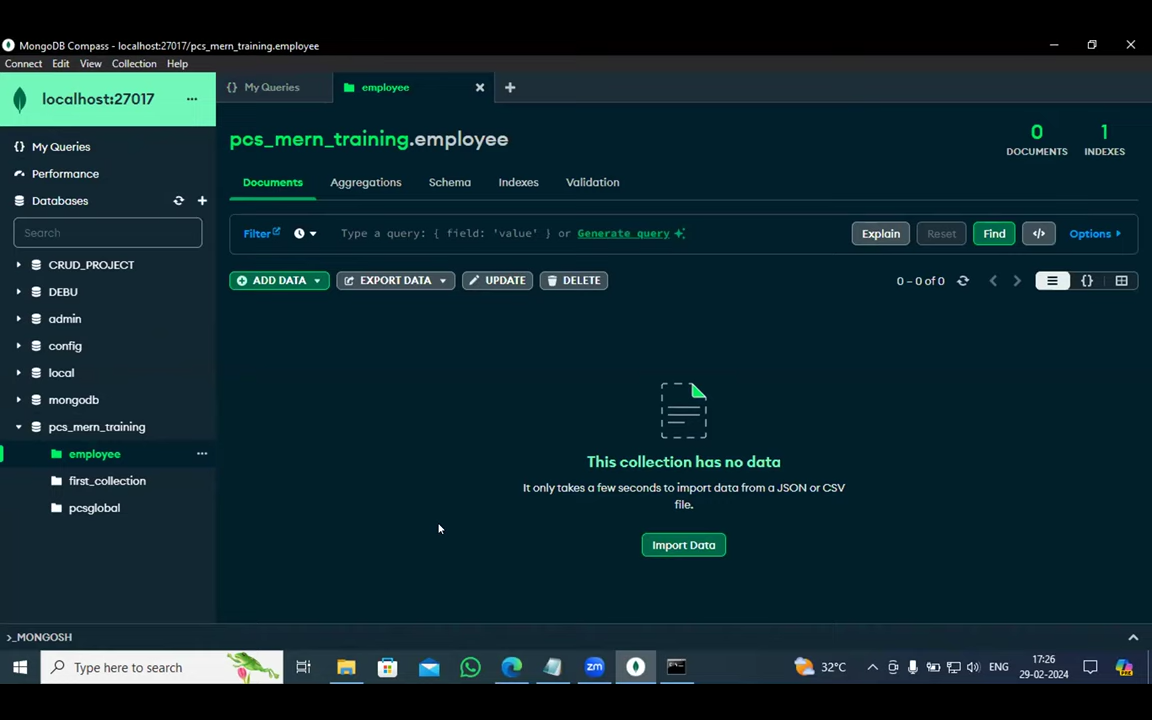 MongoDB Compass - localhost:27017/pcs_mern_training.employee
Connect Edit View Collection Help
localhost:27017 ...
{} My Queries
employee
My Queries
Performance
Databases
Search
CRUD_PROJECT
DEBU
admin
config
local
mongodb
pcs_mern_training
employee ...
first_collection
pcsglobal
pcs_mern_training.employee
0
DOCUMENTS
1
INDEXES
Documents Aggregations Schema Indexes Validation
Filter Type a query: { field: 'value' } or Generate query Explain Reset Find </> Options
ADD DATA EXPORT DATA UPDATE DELETE 0 – 0 of 0 {}
This collection has no data
It only takes a few seconds to import data from a JSON or CSV
file.
Import Data
>_MONGOSH
Type here to search
zm
32°C
ENG
17:26
29-02-2024
PRE